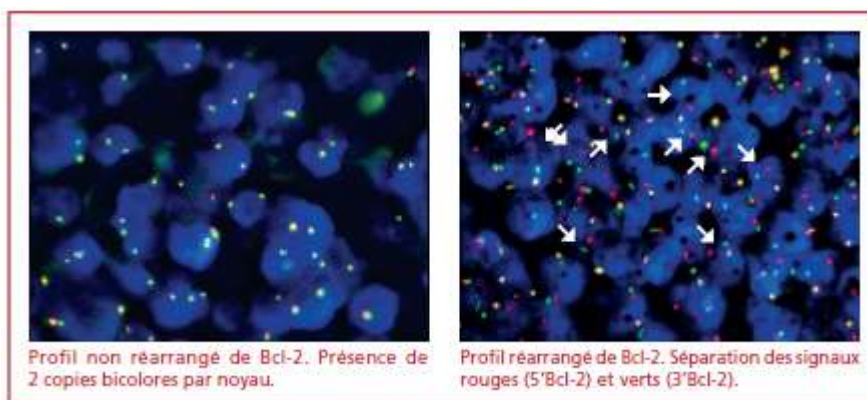 Profil non réarrangé de Bcl-2. Présence de
2 copies bicolores par noyau.
Profil réarrangé de Bcl-2. Séparation des signaux
rouges (5'Bcl-2) et verts (3'Bcl-2).